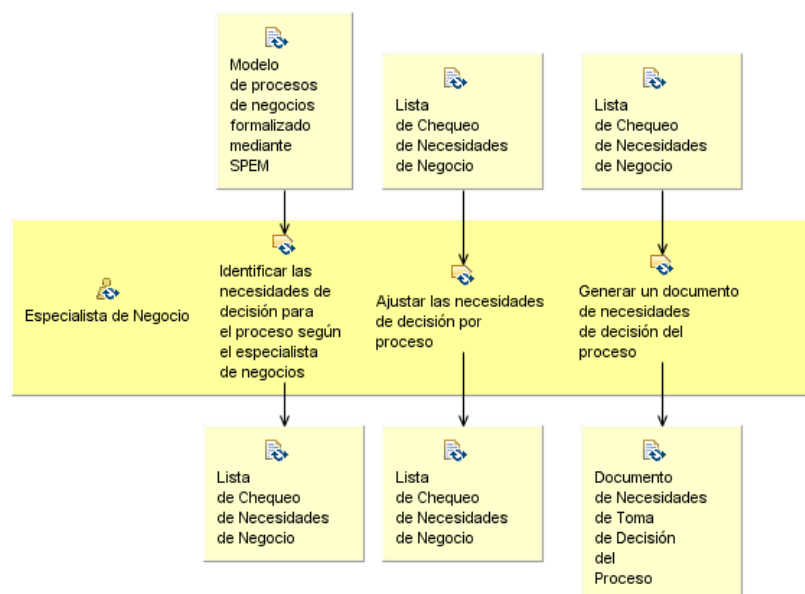 Modelo
de procesos
de negocios
formalizado
mediante
SPEM
Lista
de Chequeo
de Necesidades
de Negocio
Lista
de Chequeo
de Necesidades
de Negocio
Especialista de Negocio
Identificar las
necesidades de
decisión para
el proceso según
el especialista
de negocios
Ajustar las necesidades
de decisión por
proceso
Generar un documento
de necesidades
de decisión del
proceso
Lista
de Chequeo
de Necesidades
de Negocio
Lista
de Chequeo
de Necesidades
de Negocio
Documento
de Necesidades
de Toma
de Decisión
del
Proceso